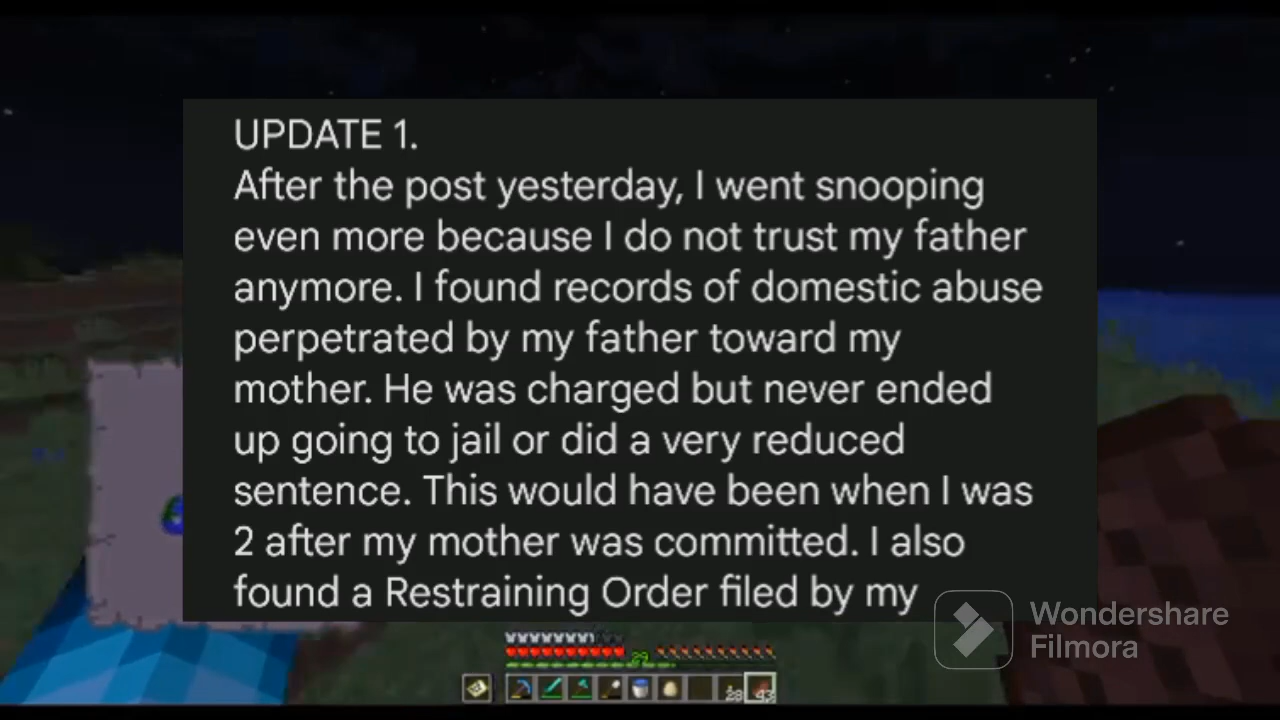 UPDATE 1.
After the post yesterday, I went snooping
even more because I do not trust my father
anymore. I found records of domestic abuse
perpetrated by my father toward my
mother. He was charged but never ended
up going to jail or did a very reduced
sentence. This would have been when I was
2 after my mother was committed. I also
found a Restraining Order filed by my
Wondershare
Filmora
29
28
43